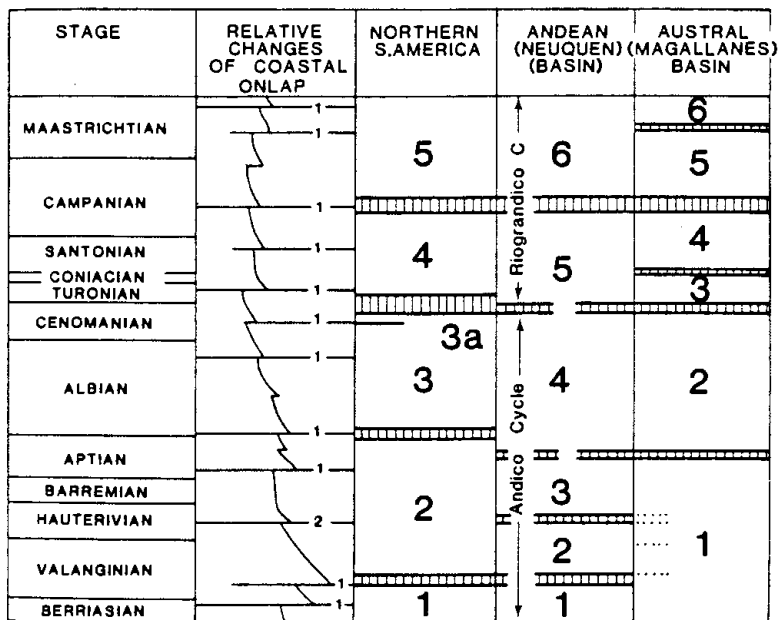 STAGE
RELATIVE
CHANGES
OF COASTAL
ONLAP
NORTHERN
S.AMERICA
ANDEAN
(NEUQUEN)
(BASIN)
AUSTRAL
(MAGALLANES)
BASIN
MAASTRICHTIAN
CAMPANIAN
SANTONIAN
CONIACIAN
TURONIAN
CENOMANIAN
ALBIAN
APTIAN
BARREMIAN
HAUTERIVIAN
VALANGINIAN
BERRIASIAN
1
1
1
1
1
1
1
1
1
2
1
1
5
4
3a
3
2
1
Riograndico C
Andico Cycle
6
5
4
3
2
1
6
5
4
3
2
1